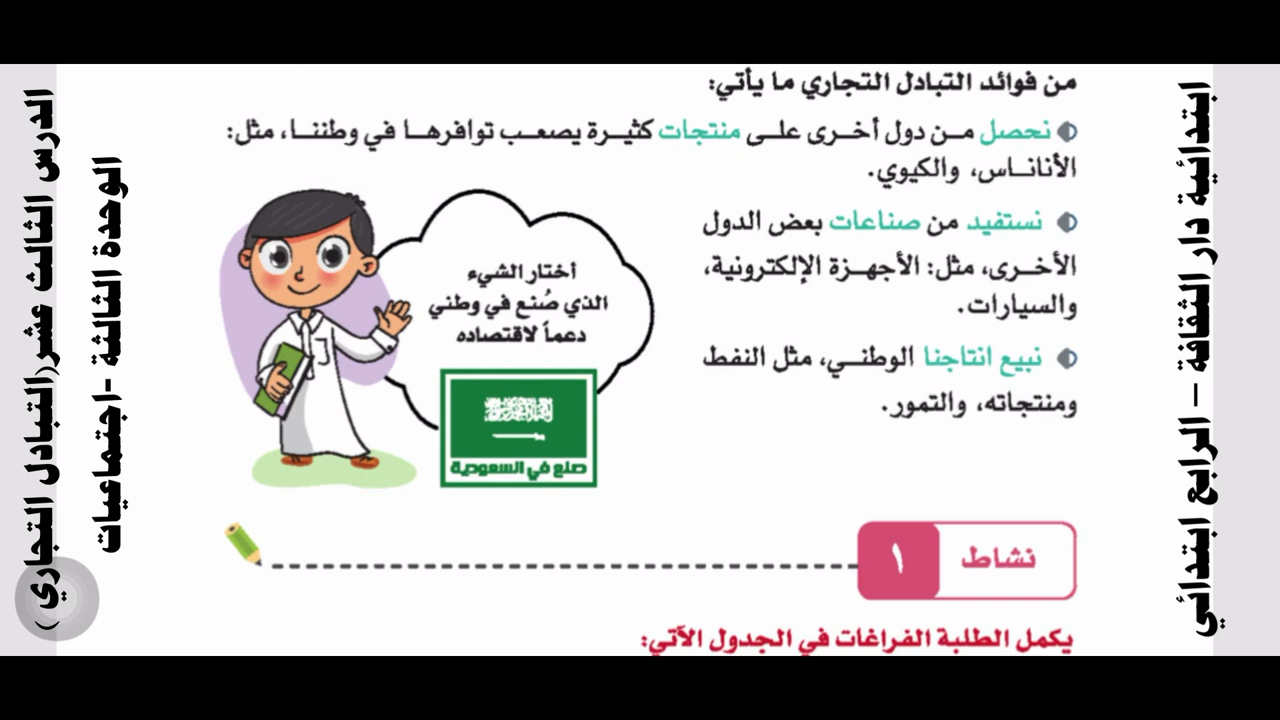 من فوائد التبادل التجاري ما يأتي:
نحصل من دول أخرى على منتجات كثيرة يصعب توافرها في وطننا، مثل:
الأناناس، والكيوي.
نستفيد من صناعات بعض الدول
الأخرى، مثل: الأجهزة الإلكترونية،
والسيارات.
نبيع انتاجنا الوطني، مثل النفط
ومنتجاته، والتمور.
أختار الشيء
الذي صُنع في وطني
دعماً لاقتصاده
صنع في السعودية
نشاط ١
يكمل الطلبة الفراغات في الجدول الآتي:
ابتدائية دار الثقافة – الرابع ابتدائي
الوحدة الثالثة -اجتماعيات
الدرس الثالث عشر(التبادل التجاري )